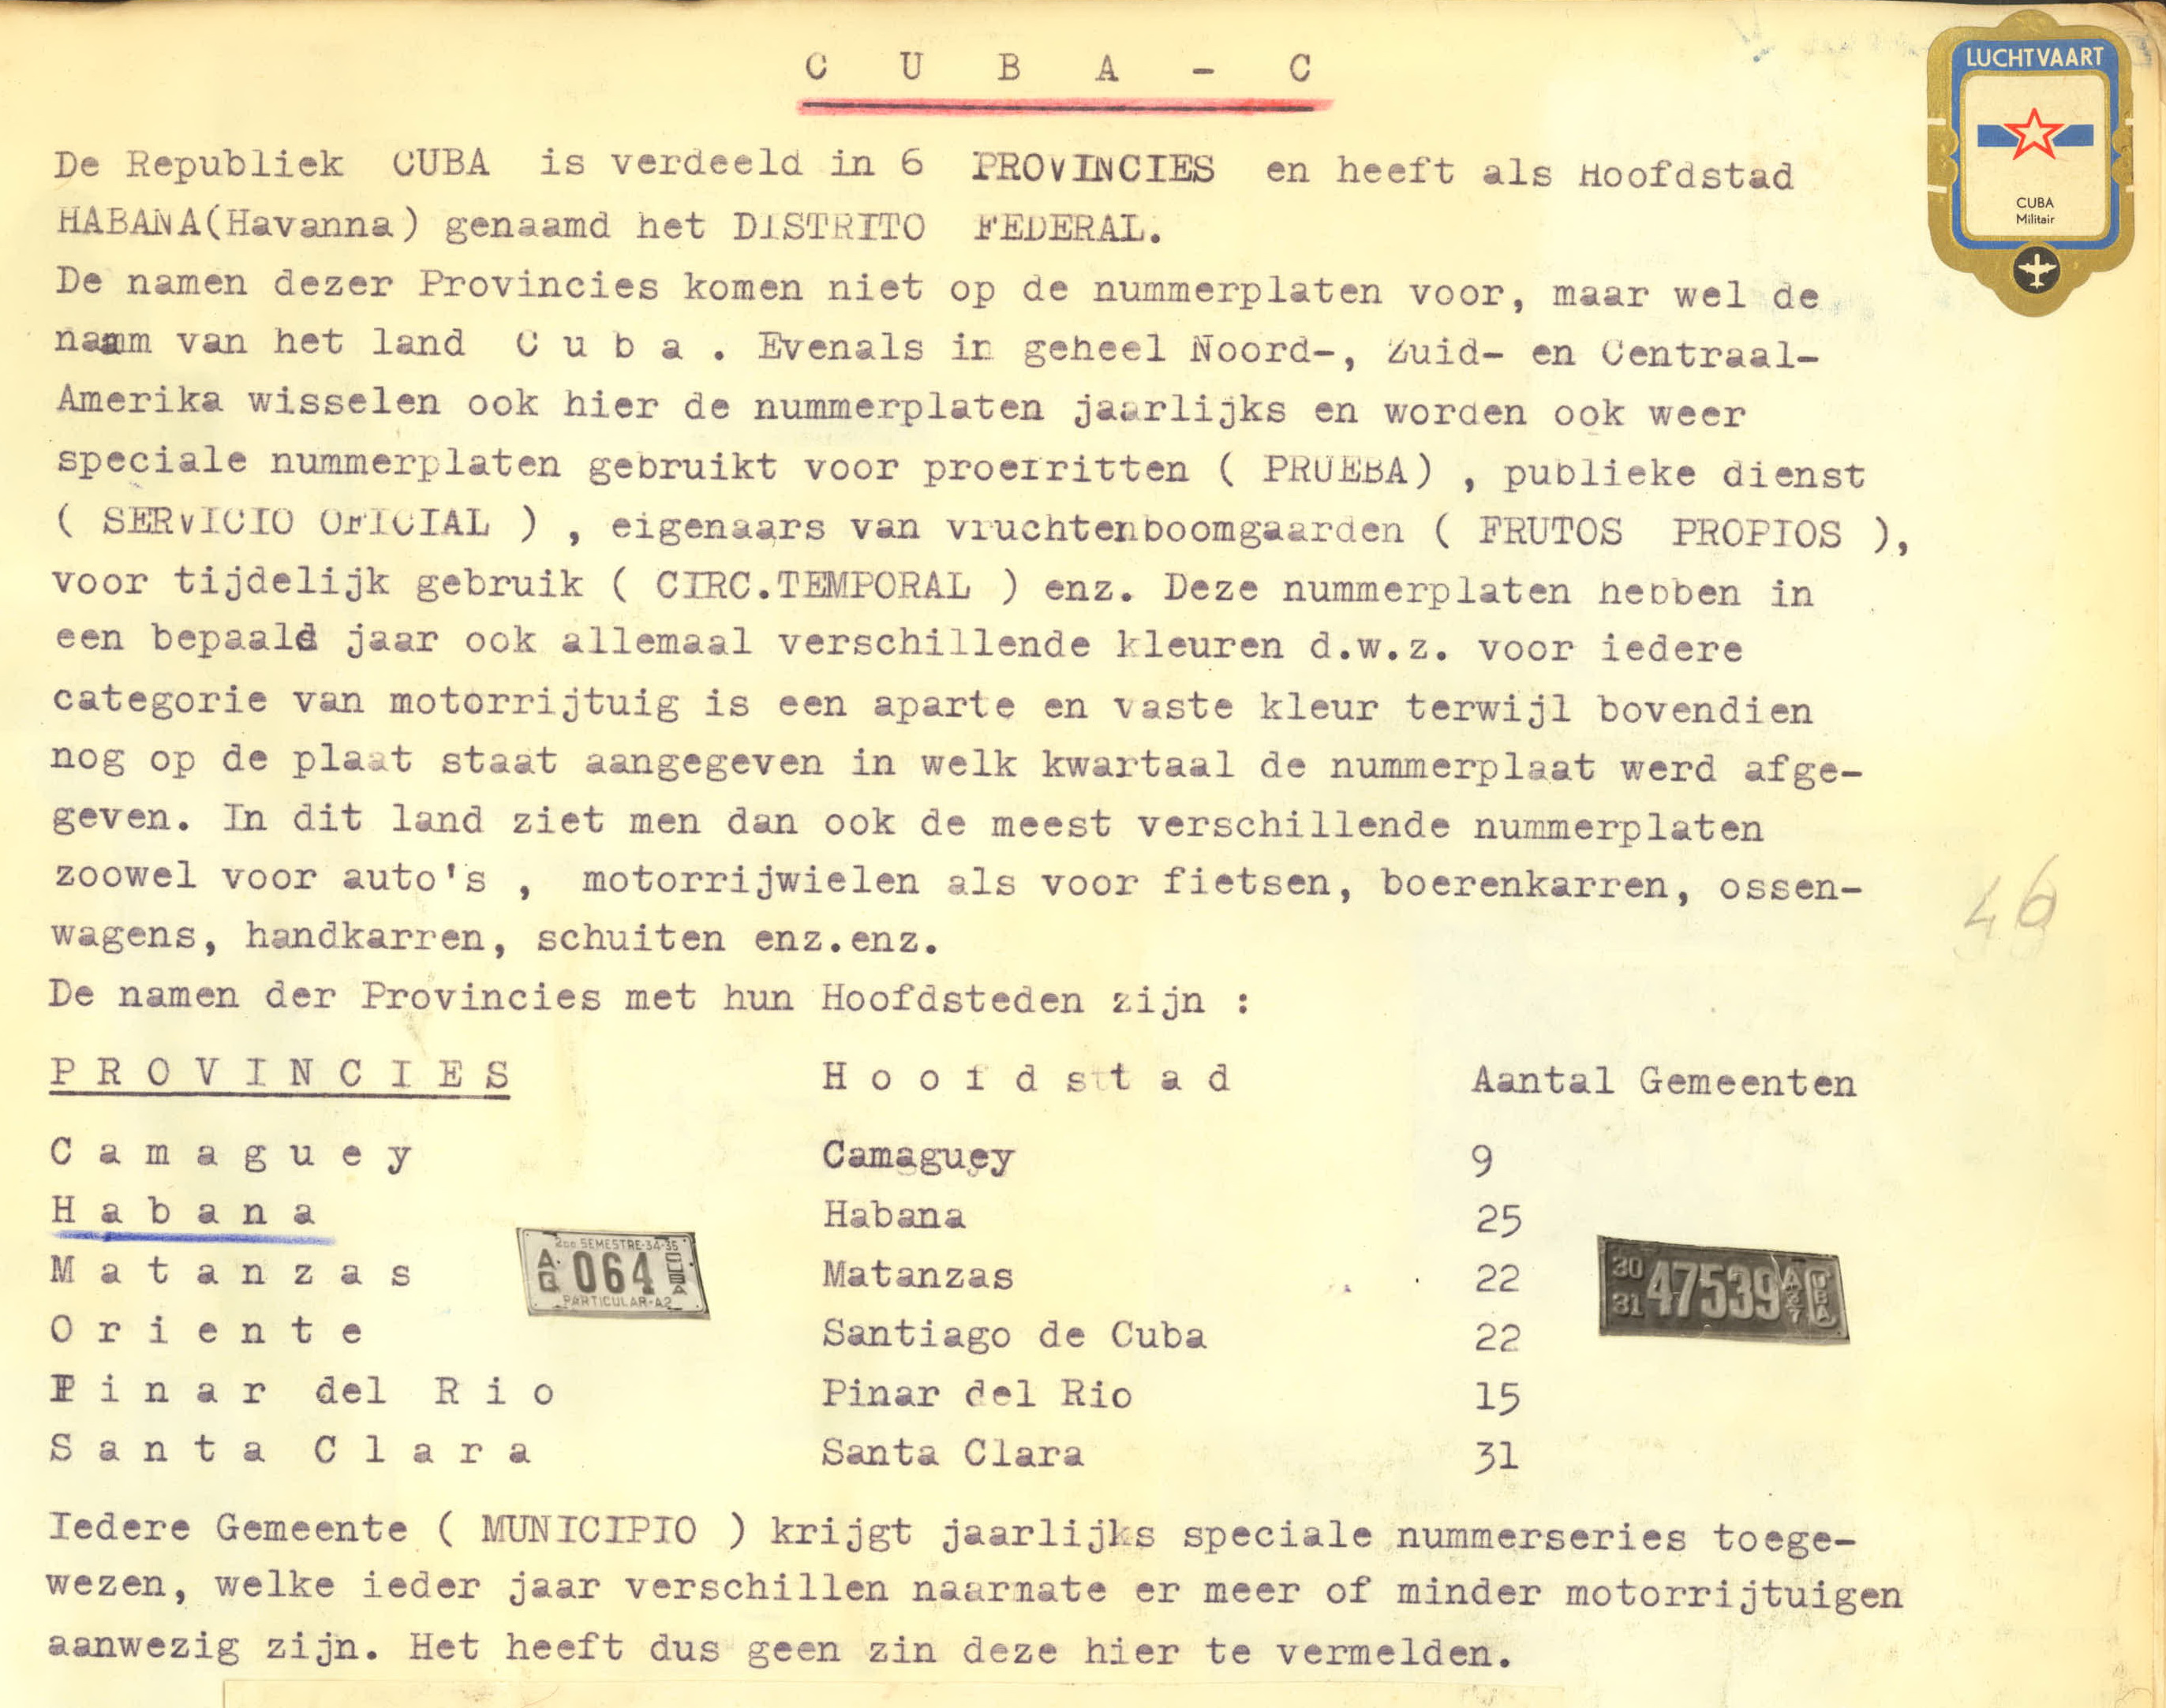 C U B A - C
LUCHTVAART
CUBA
Militair
De Republiek CUBA is verdeeld in 6 PROVINCIES en heeft als Hoofdstad
HABANA(Havanna) genaamd het DISTRITO FEDERAL.
De namen dezer Provincies komen niet op de nummerplaten voor, maar wel de
naam van het land C u b a . Evenals in geheel Noord-, Zuid- en Centraal-
Amerika wisselen ook hier de nummerplaten jaarlijks en worden ook weer
speciale nummerplaten gebruikt voor proefritten ( PRUEBA) , publieke dienst
( SERVICIO OFICIAL ) , eigenaars van vruchtenboomgaarden ( FRUTOS PROPIOS ),
voor tijdelijk gebruik ( CIRC.TEMPORAL ) enz. Deze nummerplaten hebben in
een bepaald jaar ook allemaal verschillende kleuren d.w.z. voor iedere
categorie van motorrijtuig is een aparte en vaste kleur terwijl bovendien
nog op de plaat staat aangegeven in welk kwartaal de nummerplaat werd afge-
geven. In dit land ziet men dan ook de meest verschillende nummerplaten
zoowel voor auto's , motorrijwielen als voor fietsen, boerenkarren, ossen-
wagens, handkarren, schuiten enz.enz.
46
De namen der Provincies met hun Hoofdsteden zijn :
P R O V I N C I E S H o o f d s t a d Aantal Gemeenten
C a m a g u e y Camaguey 9
H a b a n a Habana 25
M a t a n z a s Matanzas 22
O r i e n t e Santiago de Cuba 22
P i n a r del R i o Pinar del Rio 15
S a n t a C l a r a Santa Clara 31
2do SEMESTRE-34-35
A.Q 064 CUBA
PARTICULAR-A2
30 31 47539 CUBA
Iedere Gemeente ( MUNICIPIO ) krijgt jaarlijks speciale nummerseries toege-
wezen, welke ieder jaar verschillen naarmate er meer of minder motorrijtuigen
aanwezig zijn. Het heeft dus geen zin deze hier te vermelden.